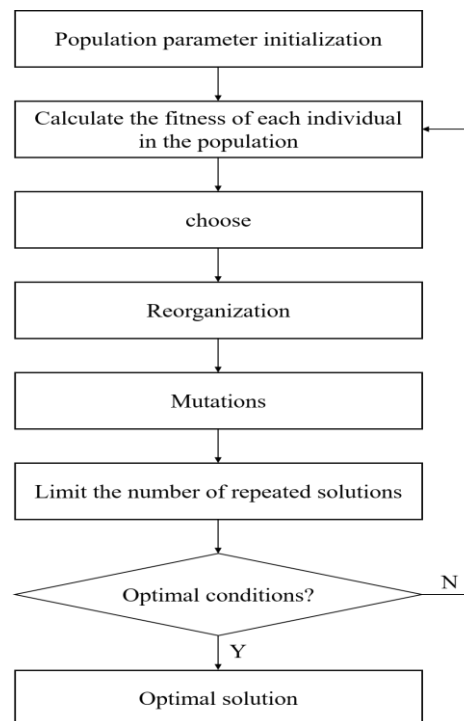 Population parameter initialization
Calculate the fitness of each individual
in the population
choose
Reorganization
Mutations
Limit the number of repeated solutions
Optimal conditions?
N
Y
Optimal solution